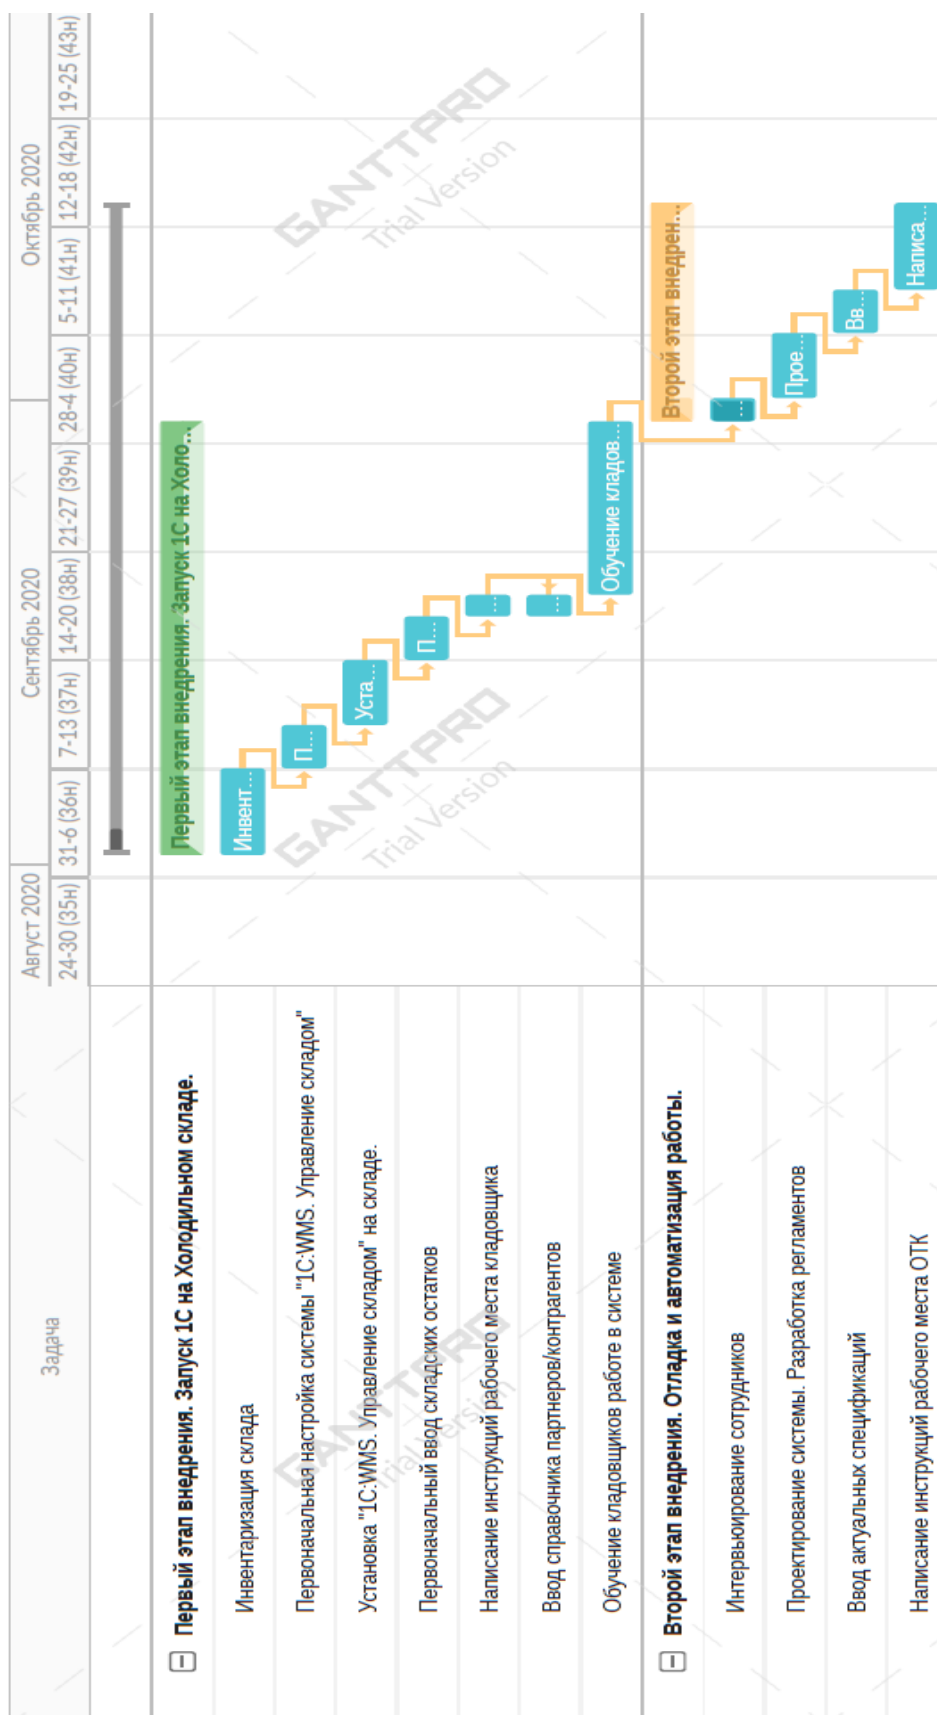 Задача
Август 2020
Сентябрь 2020
Октябрь 2020
24-30 (35н)
31-6 (36н)
7-13 (37н)
14-20 (38н)
21-27 (39н)
28-4 (40н)
5-11 (41н)
12-18 (42н)
19-25 (43н)
Первый этап внедрения. Запуск 1С на Холодильном складе.
Первый этап внедрения. Запуск 1С на Холо...
Инвентаризация склада
Инвент...
Первоначальная настройка системы "1С:WMS. Управление складом"
П...
Установка "1С:WMS. Управление складом" на складе.
Уста...
Первоначальный ввод складских остатков
П...
Написание инструкций рабочего места кладовщика
...
Ввод справочника партнеров/контрагентов
...
Обучение кладовщиков работе в системе
Обучение кладов...
Второй этап внедрения. Отладка и автоматизация работы.
Второй этап внедрен...
Интервьюирование сотрудников
...
Проектирование системы. Разработка регламентов
Прое...
Ввод актуальных спецификаций
Вв...
Написание инструкций рабочего места ОТК
Написа...
GANTTPRO
Trial Version
GANTTPRO
Trial Version
GANTTPRO
Trial Version